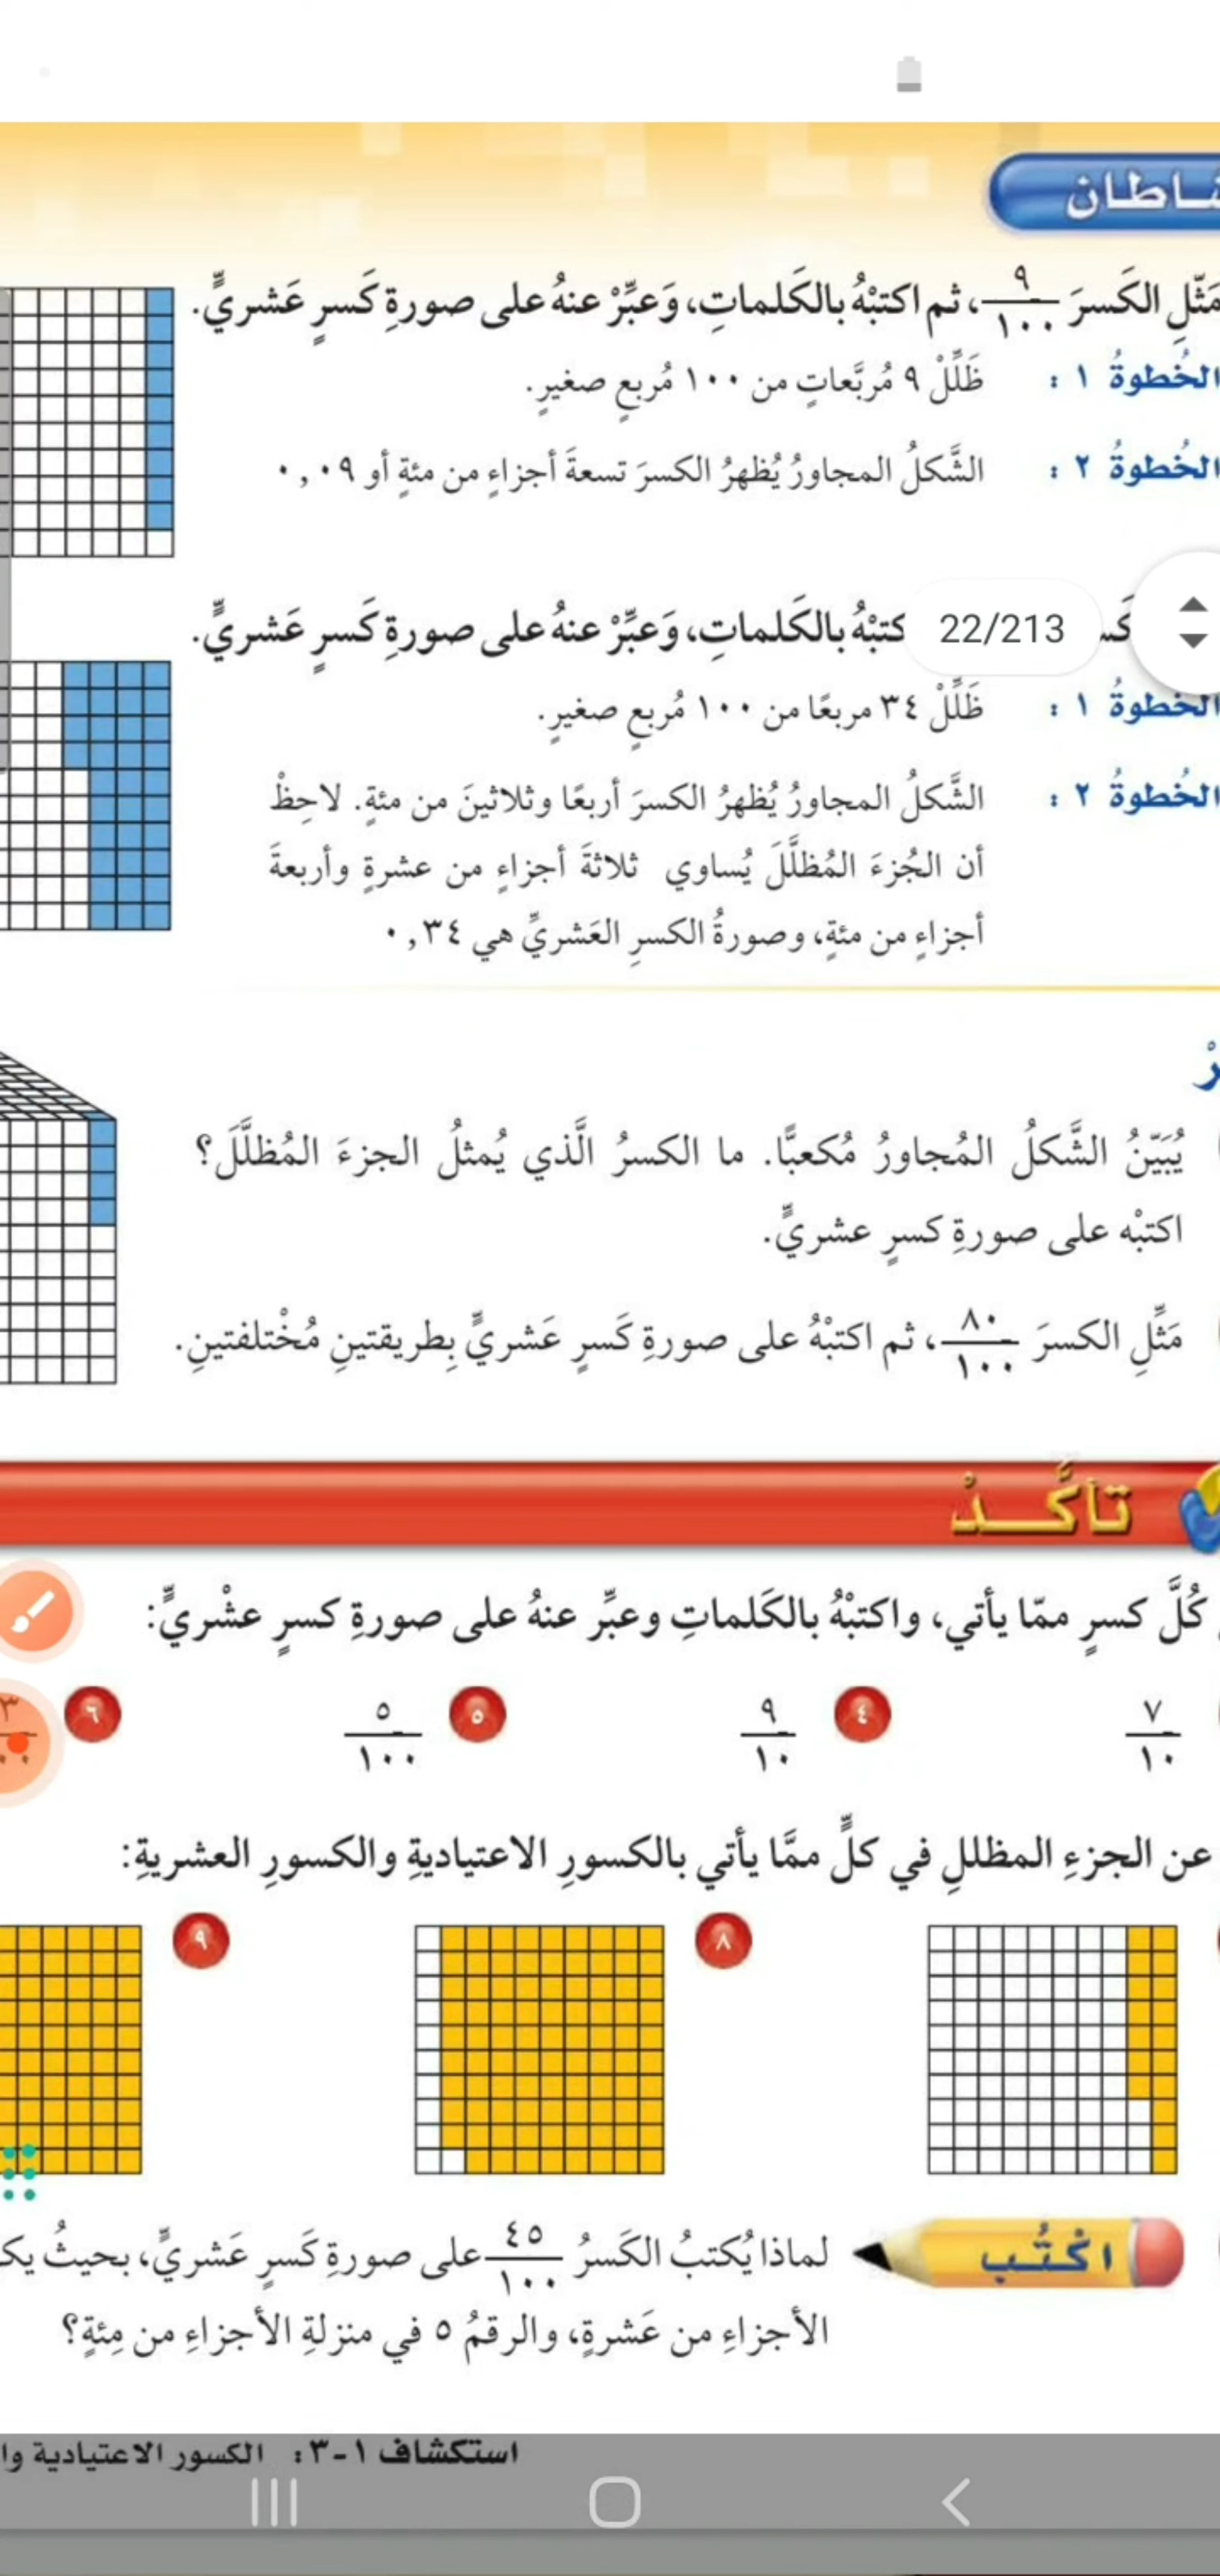 مَثّلِ الكَسرَ ٩/١٠٠، ثم اكتبْهُ بالكَلماتِ، وَعبِّرْ عنهُ على صورةِ كَسرٍ عَشريٍّ.
الخُطوةُ ١ : ظَلِّلْ ٩ مُربَّعاتٍ من ١٠٠ مُربعٍ صغيرٍ.
الخُطوةُ ٢ : الشَّكلُ المجاورُ يُظهرُ الكسرَ تسعةَ أجزاءٍ من مئةٍ أو ٠,٠٩
بالكَلماتِ، وَعبِّرْ عنهُ على صورةِ كَسرٍ عَشريٍّ.
22/213
الخُطوةُ ١ : ظَلِّلْ ٣٤ مربعًا من ١٠٠ مُربعٍ صغيرٍ.
الخُطوةُ ٢ : الشَّكلُ المجاورُ يُظهرُ الكسرَ أربعًا وثلاثينَ من مئةٍ. لاحِظْ
أن الجُزءَ المُظلَّلَ يُساوي ثلاثةَ أجزاءٍ من عشرةٍ وأربعةَ
أجزاءٍ من مئةٍ، وصورةُ الكسرِ العَشريِّ هي ٠,٣٤
يُبَيّنُ الشَّكلُ المُجاورُ مُكعبًّا. ما الكسرُ الَّذي يُمثلُ الجزءَ المُظلَّلَ؟
اكتبْه على صورةِ كسرٍ عشريٍّ.
مَثِّلِ الكسرَ ٨٠/١٠٠، ثم اكتبْهُ على صورةِ كَسرٍ عَشريٍّ بِطريقتينِ مُخْتلفتينِ.
تأكَّـــدْ
كُلَّ كسرٍ ممّا يأتي، واكتبْهُ بالكَلماتِ وعبِّر عنهُ على صورةِ كسرٍ عشْريٍّ:
٧/١٠ ٤ ٩/١٠ ٥ ٥/١٠٠ ٦
عن الجزءِ المظللِ في كلٍّ ممَّا يأتي بالكسورِ الاعتياديةِ والكسورِ العشريةِ:
٨ ٩
اكْتُب لماذا يُكتبُ الكَسرُ ٤٥/١٠٠ على صورةِ كَسرٍ عَشريٍّ، بحيثُ
الأجزاءِ من عَشرةٍ، والرقمُ ٥ في منزلةِ الأجزاءِ من مِئةٍ؟
استكشاف ١-٣ : الكسور الاعتيادية